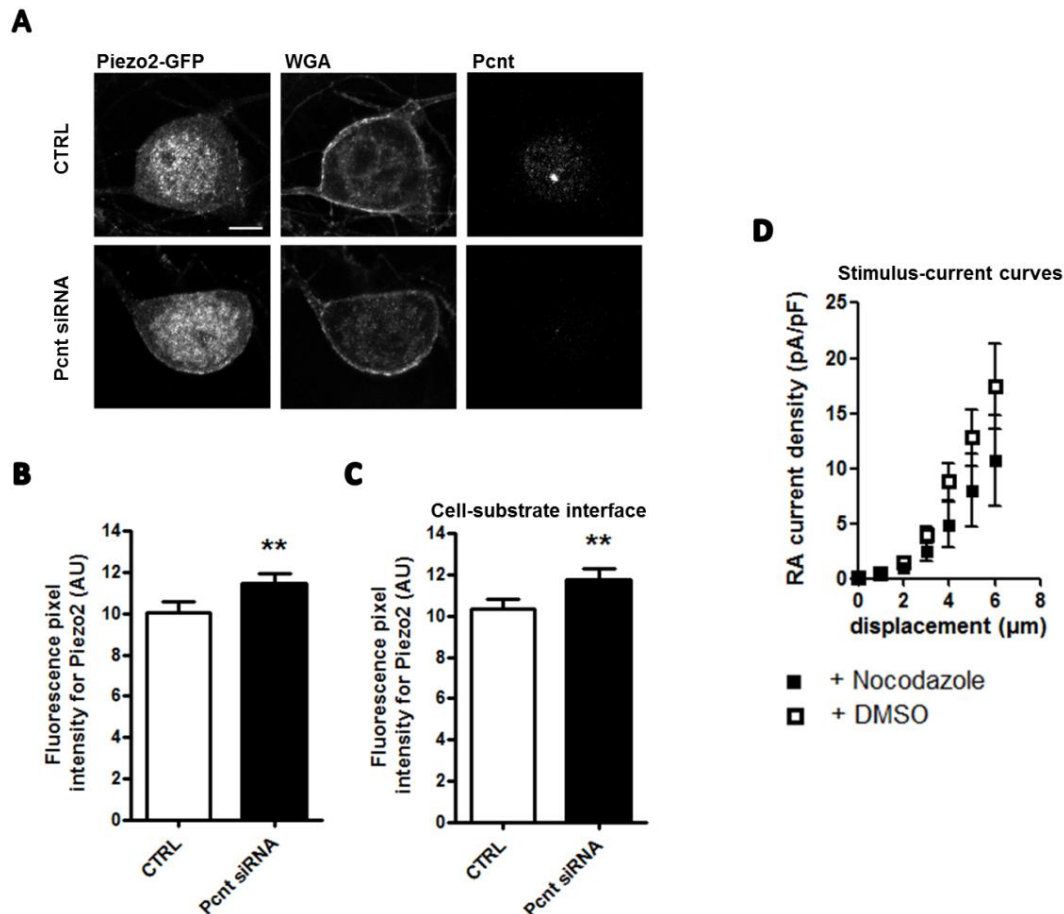 A
Piezo2-GFP
WGA
Pcnt
CTRL
Pcnt siRNA
B
Fluorescence pixel
intensity for Piezo2 (AU)
14
12
10
8
6
4
2
0
**
CTRL
Pcnt siRNA
C
Cell-substrate interface
Fluorescence pixel
intensity for Piezo2 (AU)
14
12
10
8
6
4
2
0
**
CTRL
Pcnt siRNA
D
Stimulus-current curves
RA current density (pA/pF)
25
20
15
10
5
0
0 2 4 6 8
displacement (µm)
+ Nocodazole
+ DMSO